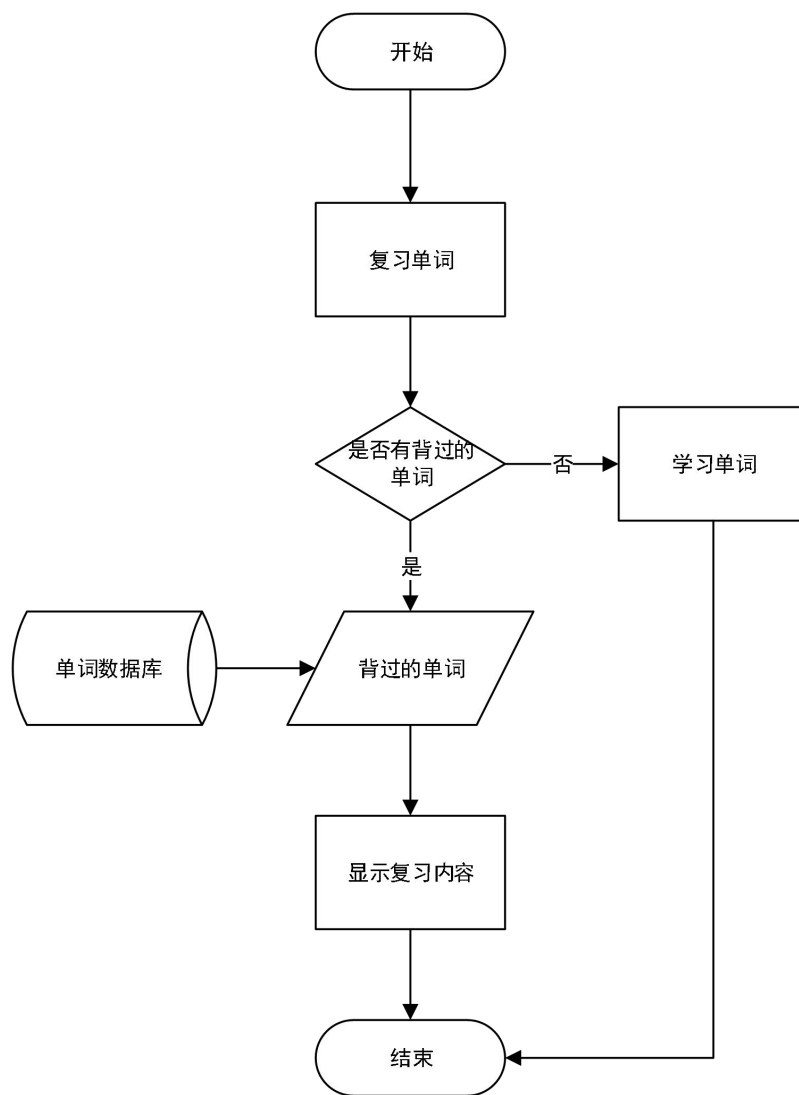 开始
复习单词
是否有背过的
单词
否
学习单词
是
单词数据库
背过的单词
显示复习内容
结束